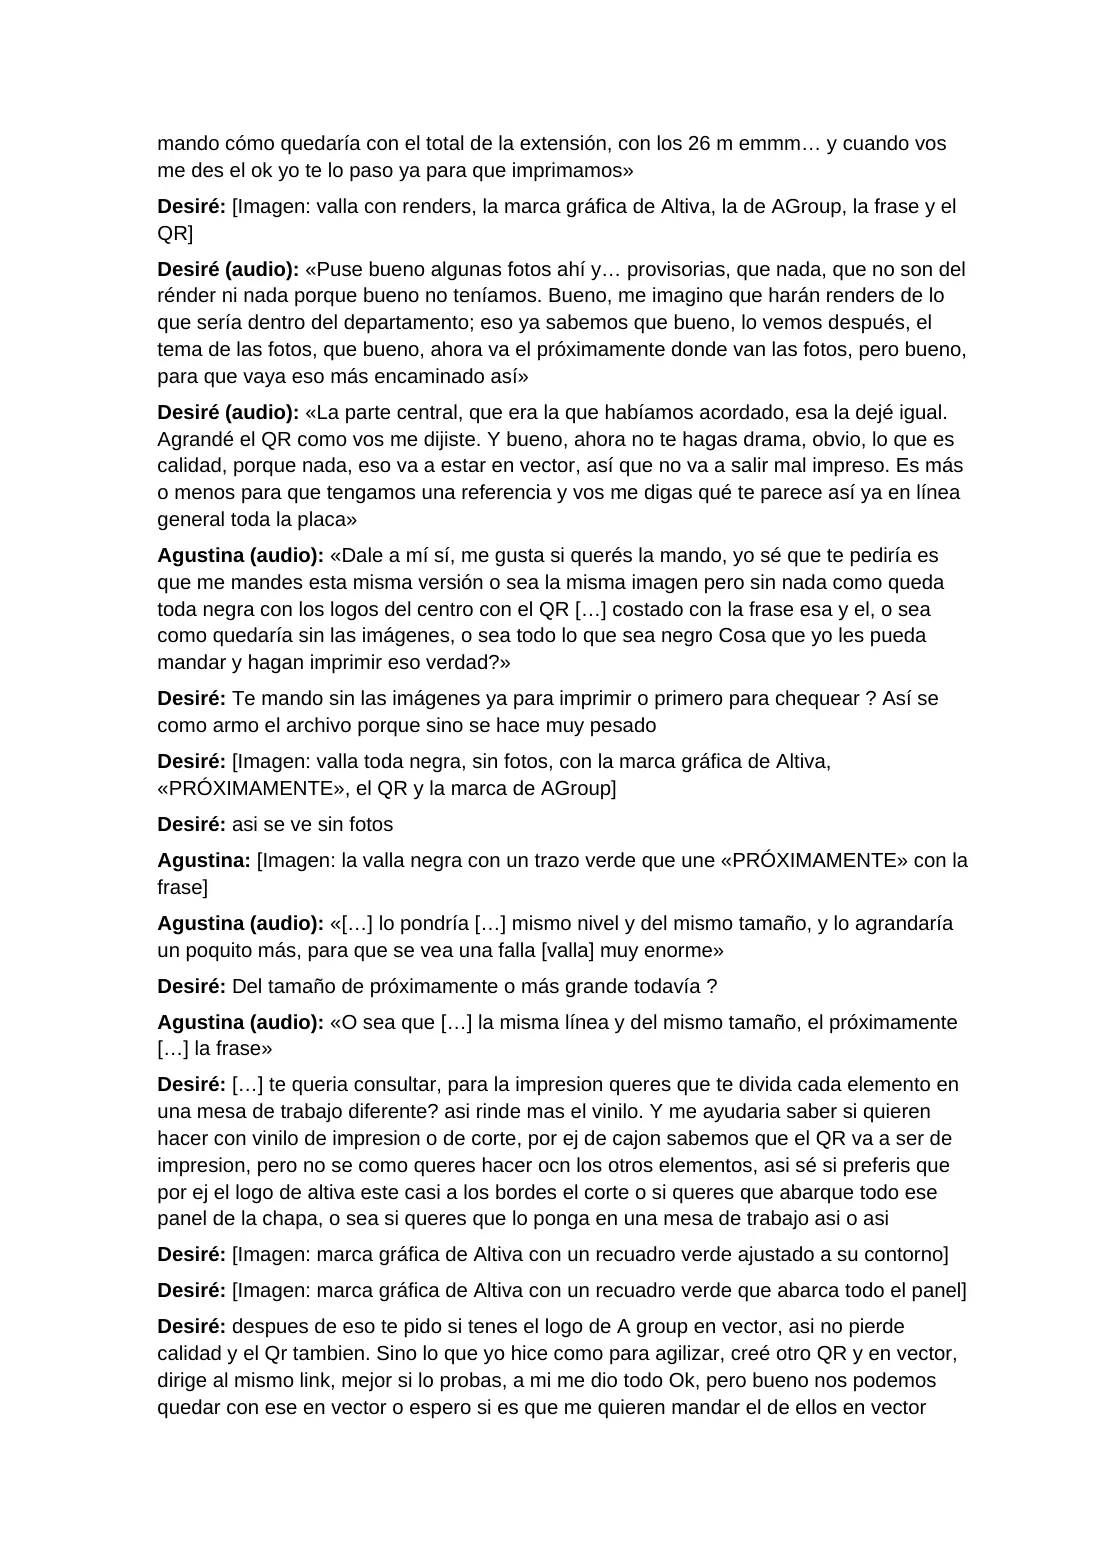 mando cómo quedaría con el total de la extensión, con los 26 m emmm… y cuando vos
me des el ok yo te lo paso ya para que imprimamos»
Desiré: [Imagen: valla con renders, la marca gráfica de Altiva, la de AGroup, la frase y el
QR]
Desiré (audio): «Puse bueno algunas fotos ahí y… provisorias, que nada, que no son del
rénder ni nada porque bueno no teníamos. Bueno, me imagino que harán renders de lo
que sería dentro del departamento; eso ya sabemos que bueno, lo vemos después, el
tema de las fotos, que bueno, ahora va el próximamente donde van las fotos, pero bueno,
para que vaya eso más encaminado así»
Desiré (audio): «La parte central, que era la que habíamos acordado, esa la dejé igual.
Agrandé el QR como vos me dijiste. Y bueno, ahora no te hagas drama, obvio, lo que es
calidad, porque nada, eso va a estar en vector, así que no va a salir mal impreso. Es más
o menos para que tengamos una referencia y vos me digas qué te parece así ya en línea
general toda la placa»
Agustina (audio): «Dale a mí sí, me gusta si querés la mando, yo sé que te pediría es
que me mandes esta misma versión o sea la misma imagen pero sin nada como queda
toda negra con los logos del centro con el QR […] costado con la frase esa y el, o sea
como quedaría sin las imágenes, o sea todo lo que sea negro Cosa que yo les pueda
mandar y hagan imprimir eso verdad?»
Desiré: Te mando sin las imágenes ya para imprimir o primero para chequear ? Así se
como armo el archivo porque sino se hace muy pesado
Desiré: [Imagen: valla toda negra, sin fotos, con la marca gráfica de Altiva,
«PRÓXIMAMENTE», el QR y la marca de AGroup]
Desiré: asi se ve sin fotos
Agustina: [Imagen: la valla negra con un trazo verde que une «PRÓXIMAMENTE» con la
frase]
Agustina (audio): «[…] lo pondría […] mismo nivel y del mismo tamaño, y lo agrandaría
un poquito más, para que se vea una falla [valla] muy enorme»
Desiré: Del tamaño de próximamente o más grande todavía ?
Agustina (audio): «O sea que […] la misma línea y del mismo tamaño, el próximamente
[…] la frase»
Desiré: […] te queria consultar, para la impresion queres que te divida cada elemento en
una mesa de trabajo diferente? asi rinde mas el vinilo. Y me ayudaria saber si quieren
hacer con vinilo de impresion o de corte, por ej de cajon sabemos que el QR va a ser de
impresion, pero no se como queres hacer ocn los otros elementos, asi sé si preferis que
por ej el logo de altiva este casi a los bordes el corte o si queres que abarque todo ese
panel de la chapa, o sea si queres que lo ponga en una mesa de trabajo asi o asi
Desiré: [Imagen: marca gráfica de Altiva con un recuadro verde ajustado a su contorno]
Desiré: [Imagen: marca gráfica de Altiva con un recuadro verde que abarca todo el panel]
Desiré: despues de eso te pido si tenes el logo de A group en vector, asi no pierde
calidad y el Qr tambien. Sino lo que yo hice como para agilizar, creé otro QR y en vector,
dirige al mismo link, mejor si lo probas, a mi me dio todo Ok, pero bueno nos podemos
quedar con ese en vector o espero si es que me quieren mandar el de ellos en vector